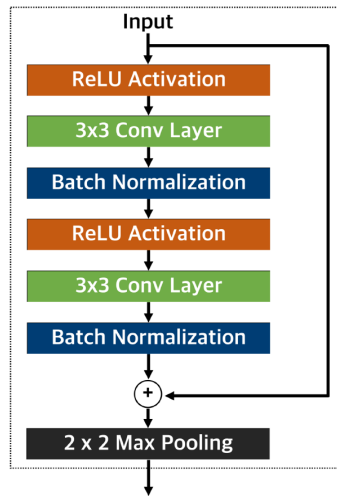 Input
ReLU Activation
3x3 Conv Layer
Batch Normalization
ReLU Activation
3x3 Conv Layer
Batch Normalization
+
2 x 2 Max Pooling